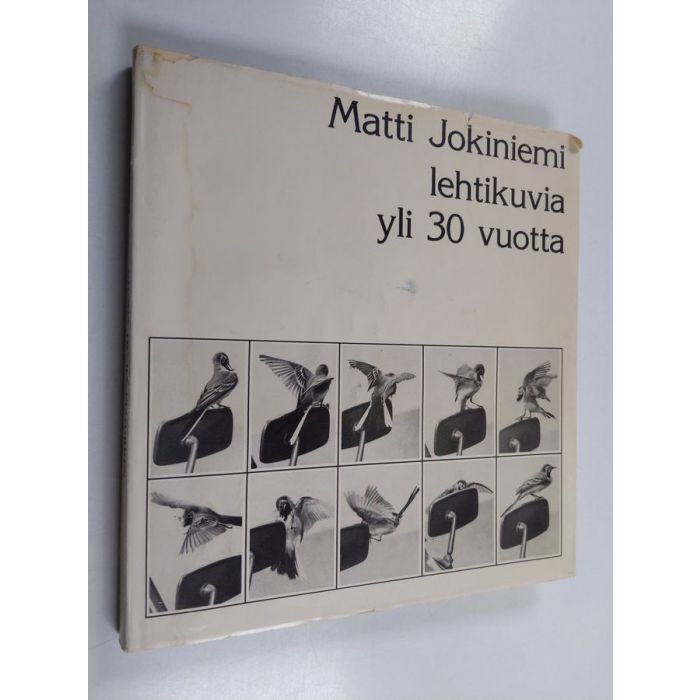 Matti Jokiniemi
lehtikuvia
yli 30 vuotta